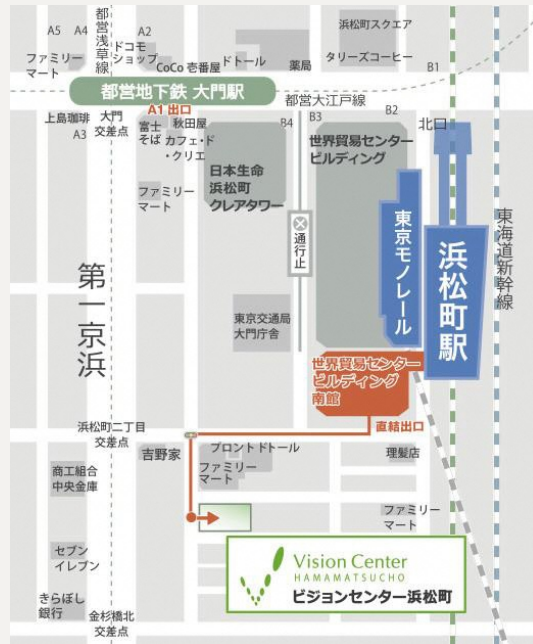 A5
A4
都営浅草線
A2
ファミリー
マート
ドコモ
ショップ
CoCo 壱番屋
ドトール
薬局
浜松町スクエア
タリーズコーヒー
B1
都営地下鉄 大門駅
都営大江戸線
A1 出口
上島珈琲
A3
大門
交差点
富士
そば
秋田屋
カフェ・ド
・クリエ
B4
B3
B2
北口
世界貿易センター
ビルディング
日本生命
浜松町
クレアタワー
ファミリー
マート
通行止
東京モノレール
浜松町駅
東海道新幹線
第一京浜
東京交通局
大門庁舎
世界貿易センター
ビルディング
南館
直結出口
浜松町二丁目
交差点
吉野家
プロントドトール
ファミリー
マート
理髪店
商工組合
中央金庫
ファミリー
マート
セブン
イレブン
きらぼし
銀行
金杉橋北
交差点
Vision Center
HAMAMATSUCHO
ビジョンセンター浜松町